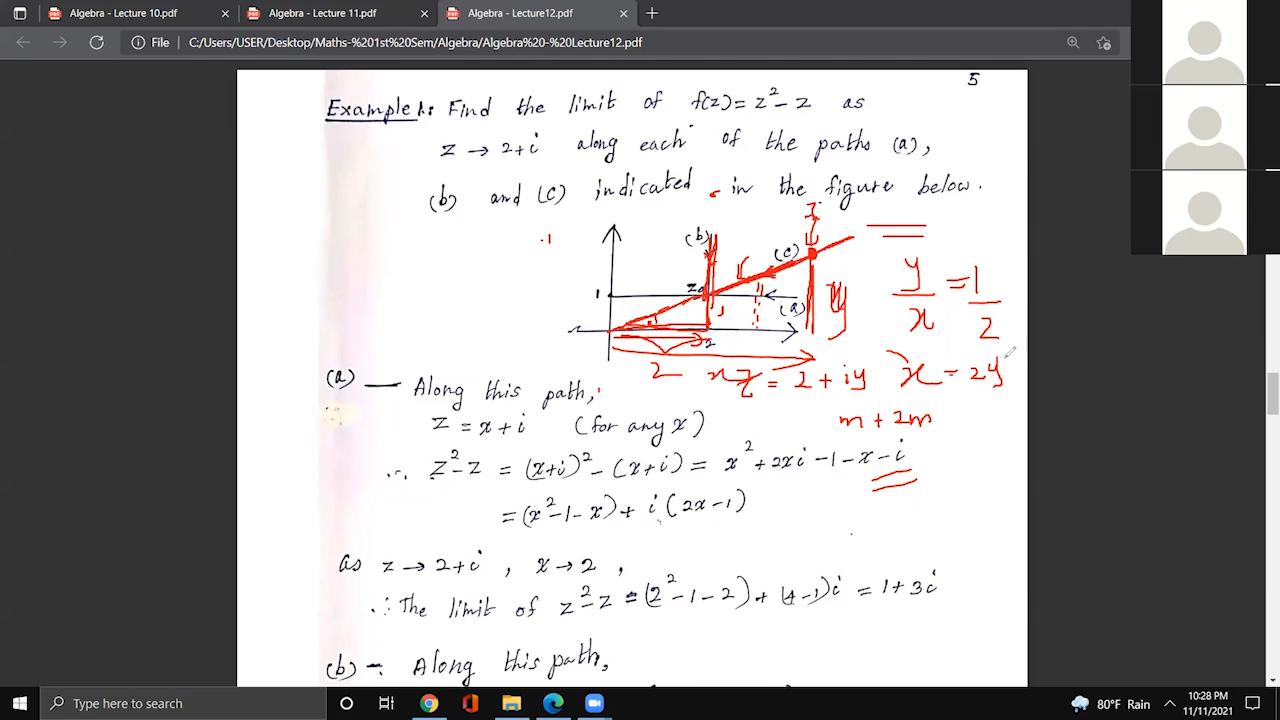 Algebra - Lecture 10.pdf
Algebra - Lecture 11.pdf
Algebra - Lecture12.pdf
File
C:/Users/USER/Desktop/Maths-%201st%20Sem/Algebra/Algebra%20-%20Lecture12.pdf
5
Example 1: Find the limit of f(z) = z² - z as
z → 2+i along each of the paths (a),
(b) and (c) indicated in the figure below.
(b)
(c)
1
z₀
(a)
2
y
y/x = 1/2
2
x
z = 2 + iy
x = 2y
m + 2m
(a) — Along this path,
z = x + i (for any x)
∴ z² - z = (x+i)² - (x+i) = x² + 2xi - 1 - x - i
= (x² - 1 - x) + i (2x - 1)
as z → 2+i , x → 2 ,
∴ The limit of z² - z = (2² - 1 - 2) + (4 - 1)i = 1 + 3i
(b) - Along this path,
Type here to search
80°F Rain
10:28 PM
11/11/2021